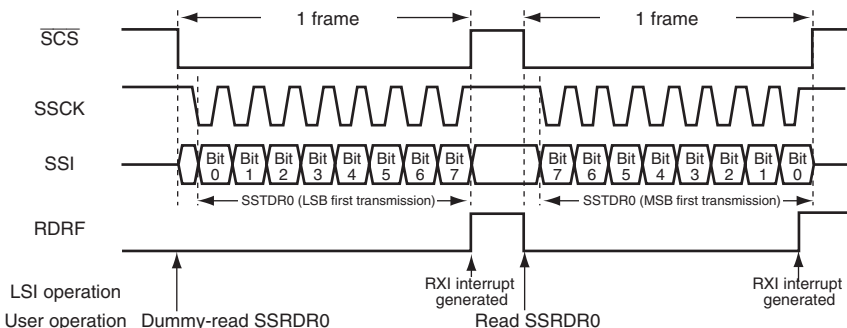 1 frame 1 frame
SCS
SSCK
SSI
Bit 0 Bit 1 Bit 2 Bit 3 Bit 4 Bit 5 Bit 6 Bit 7 Bit 7 Bit 6 Bit 5 Bit 4 Bit 3 Bit 2 Bit 1 Bit 0
SSTDR0 (LSB first transmission) SSTDR0 (MSB first transmission)
RDRF
LSI operation
RXI interrupt generated RXI interrupt generated
User operation Dummy-read SSRDR0 Read SSRDR0